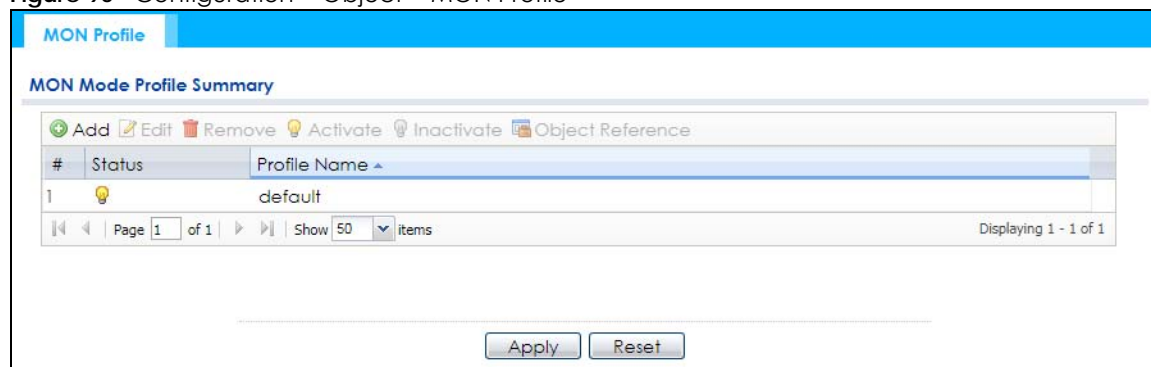 MON Profile
MON Mode Profile Summary
Add Edit Remove Activate Inactivate Object Reference
# Status Profile Name
1 default
Page 1 of 1 Show 50 items Displaying 1 - 1 of 1
Apply Reset